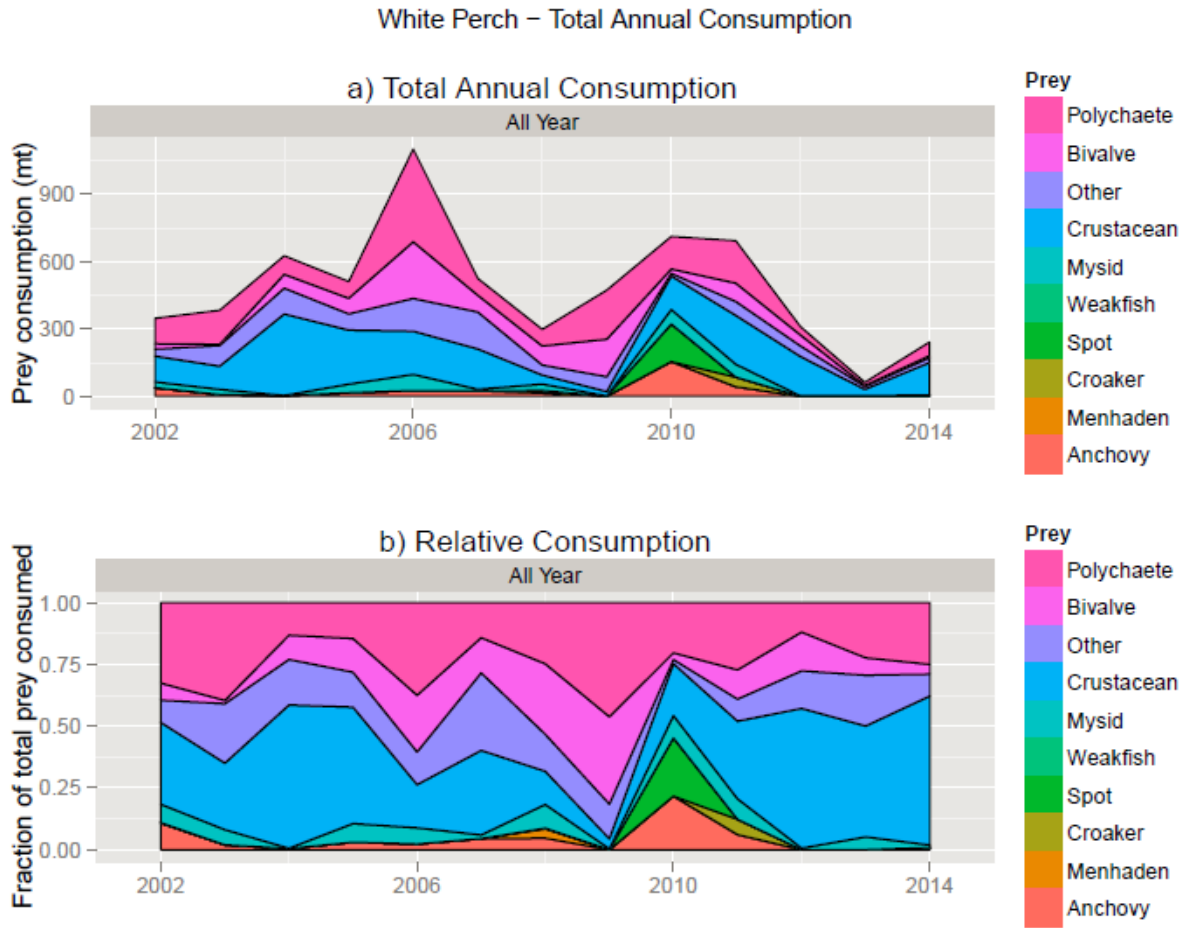 White Perch − Total Annual Consumption
a) Total Annual Consumption
All Year
Prey consumption (mt)
900
600
300
0
2002
2006
2010
2014
Prey
Polychaete
Bivalve
Other
Crustacean
Mysid
Weakfish
Spot
Croaker
Menhaden
Anchovy
b) Relative Consumption
All Year
Fraction of total prey consumed
1.00
0.75
0.50
0.25
0.00
2002
2006
2010
2014
Prey
Polychaete
Bivalve
Other
Crustacean
Mysid
Weakfish
Spot
Croaker
Menhaden
Anchovy